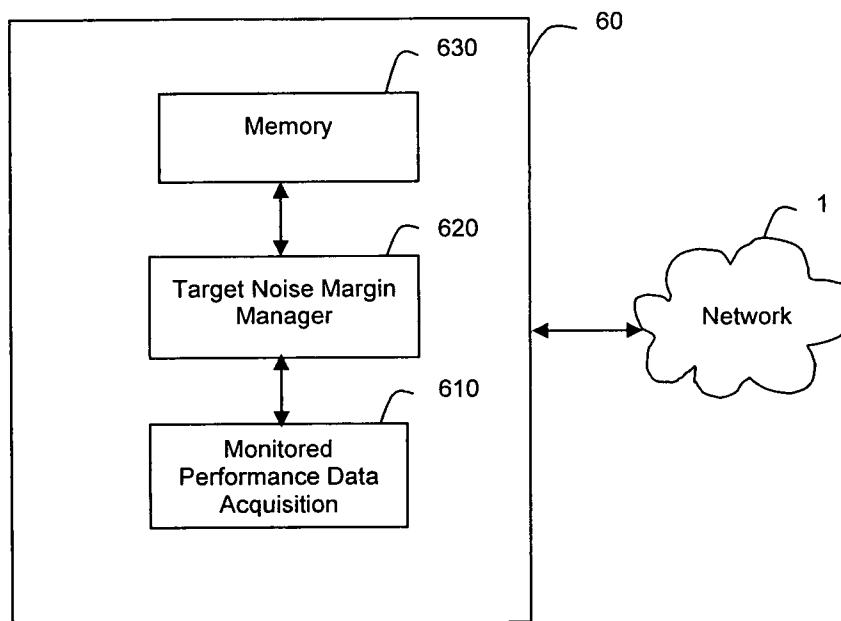 60
630
Memory
1
620
Target Noise Margin
Manager
Network
610
Monitored
Performance Data
Acquisition